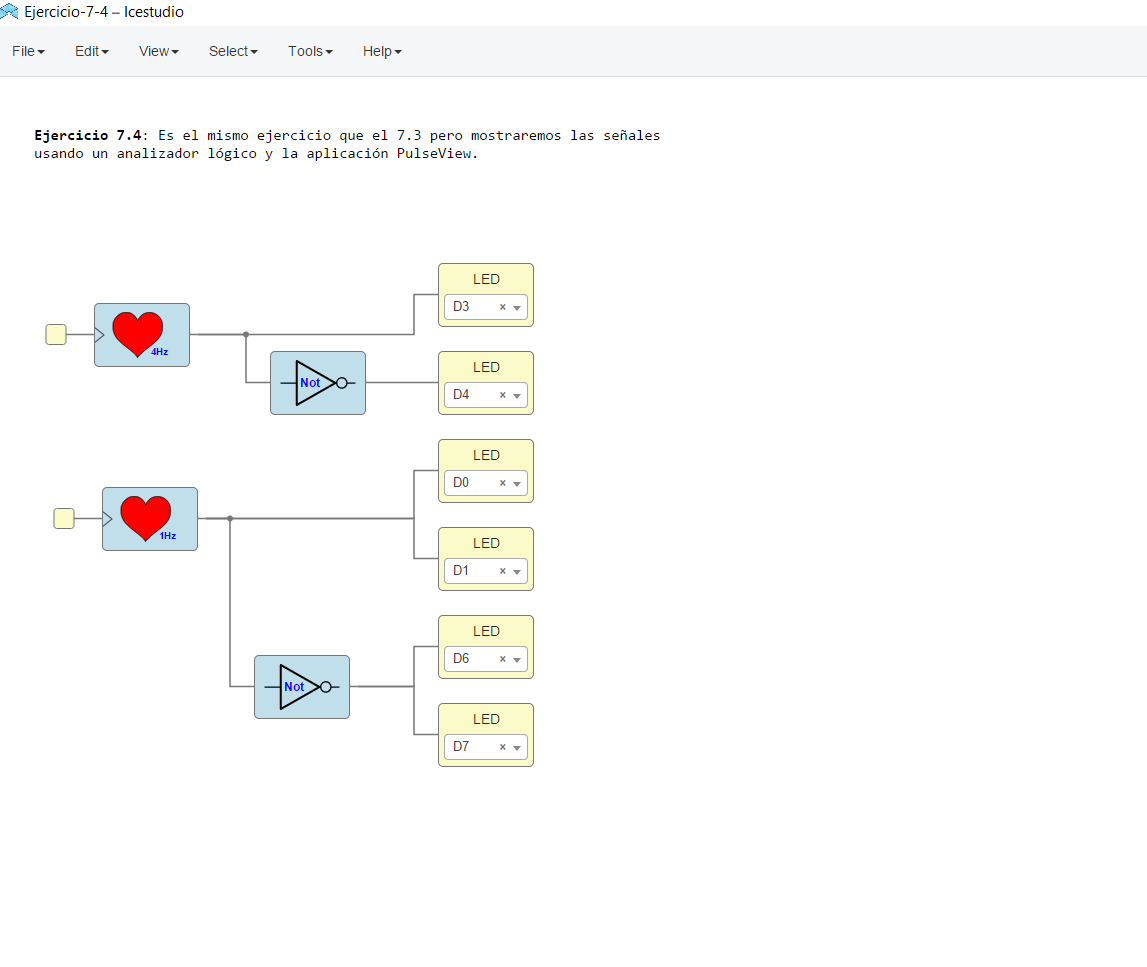 Ejercicio-7-4 – Icestudio
File Edit View Select Tools Help
Ejercicio 7.4: Es el mismo ejercicio que el 7.3 pero mostraremos las señales
usando un analizador lógico y la aplicación PulseView.
LED
D3 ×
4Hz
LED
Not
D4 ×
LED
D0 ×
1Hz
LED
D1 ×
LED
D6 ×
Not
LED
D7 ×